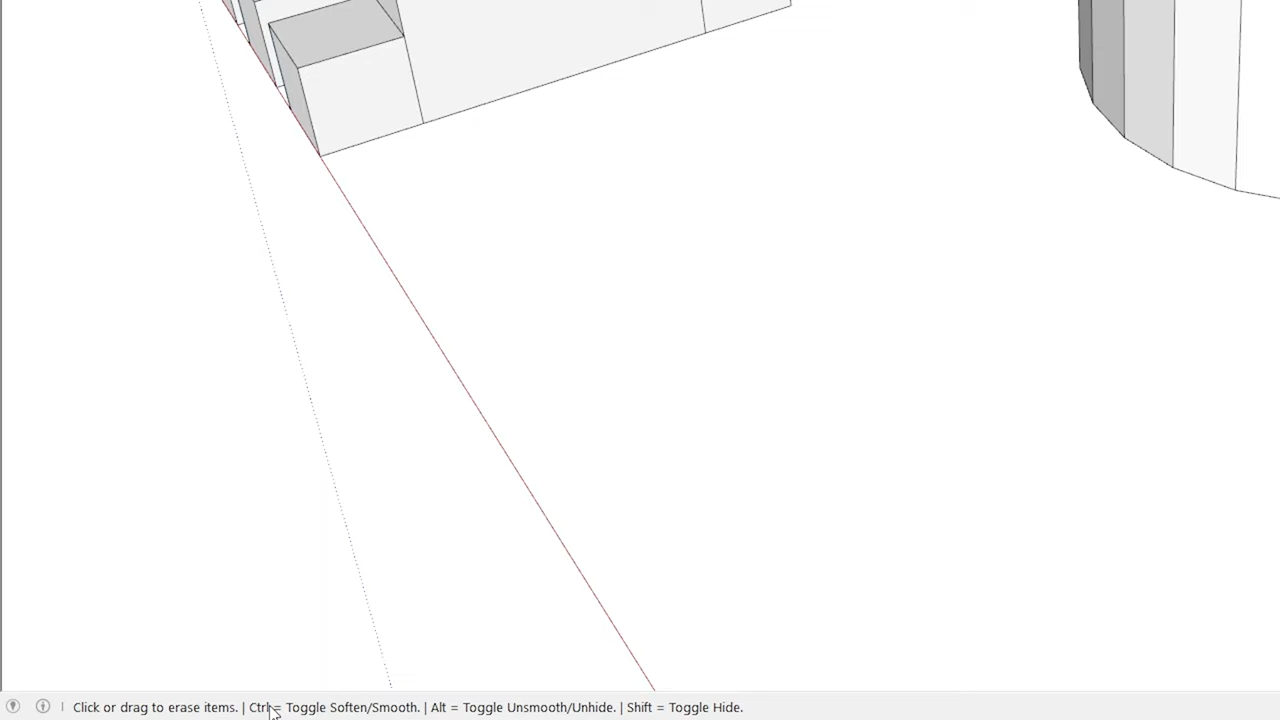 Click or drag to erase items. | Ctrl = Toggle Soften/Smooth. | Alt = Toggle Unsmooth/Unhide. | Shift = Toggle Hide.